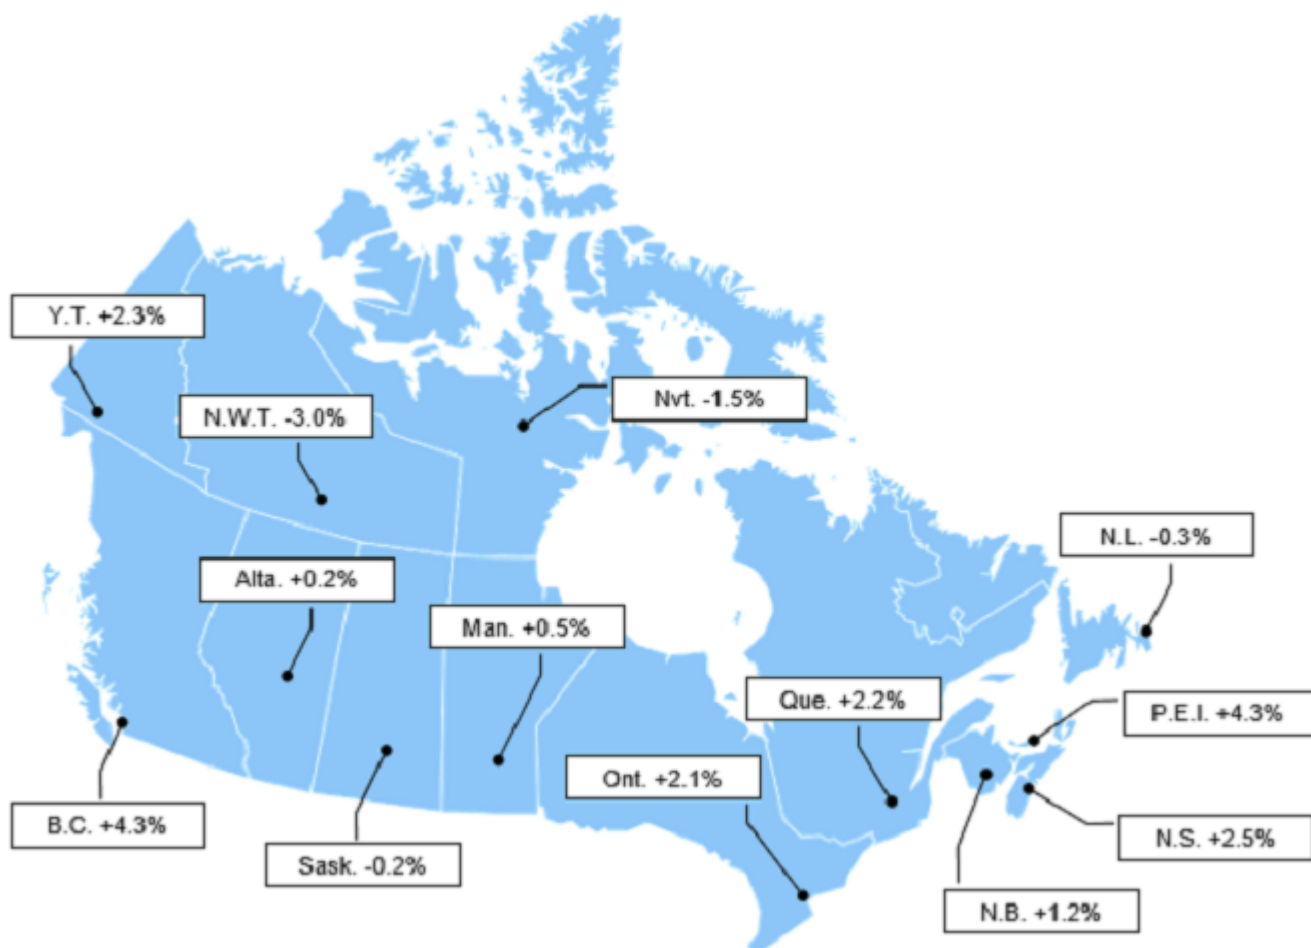 Y.T. +2.3%
Nvt. -1.5%
N.W.T. -3.0%
N.L. -0.3%
Alta. +0.2%
Man. +0.5%
Que. +2.2%
P.E.I. +4.3%
Ont. +2.1%
B.C. +4.3%
N.S. +2.5%
Sask. -0.2%
N.B. +1.2%